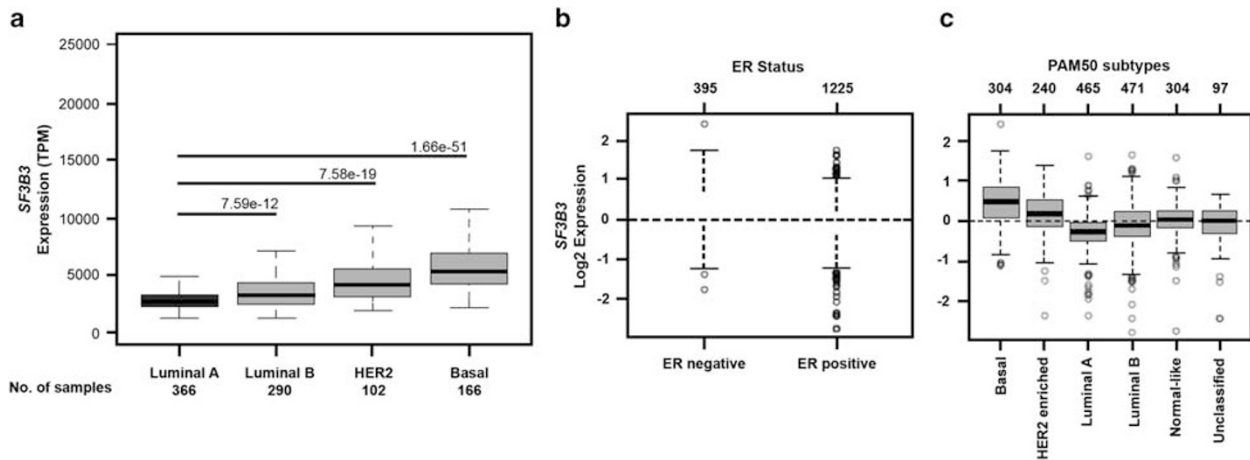 a
SF3B3
Expression (TPM)
25000
20000
15000
10000
5000
0
1.66e-51
7.58e-19
7.59e-12
Luminal A
Luminal B
HER2
Basal
No. of samples
366
290
102
166
b
ER Status
395
1225
SF3B3
Log2 Expression
2
1
0
-1
-2
ER negative
ER positive
c
PAM50 subtypes
304
240
465
471
304
97
2
1
0
-1
-2
Basal
HER2 enriched
Luminal A
Luminal B
Normal-like
Unclassified